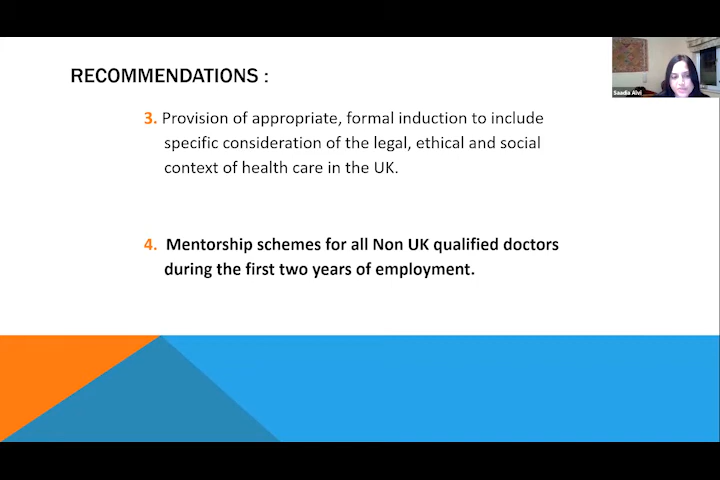 RECOMMENDATIONS :
Saadia Alvi
3. Provision of appropriate, formal induction to include
specific consideration of the legal, ethical and social
context of health care in the UK.
4. Mentorship schemes for all Non UK qualified doctors
during the first two years of employment.